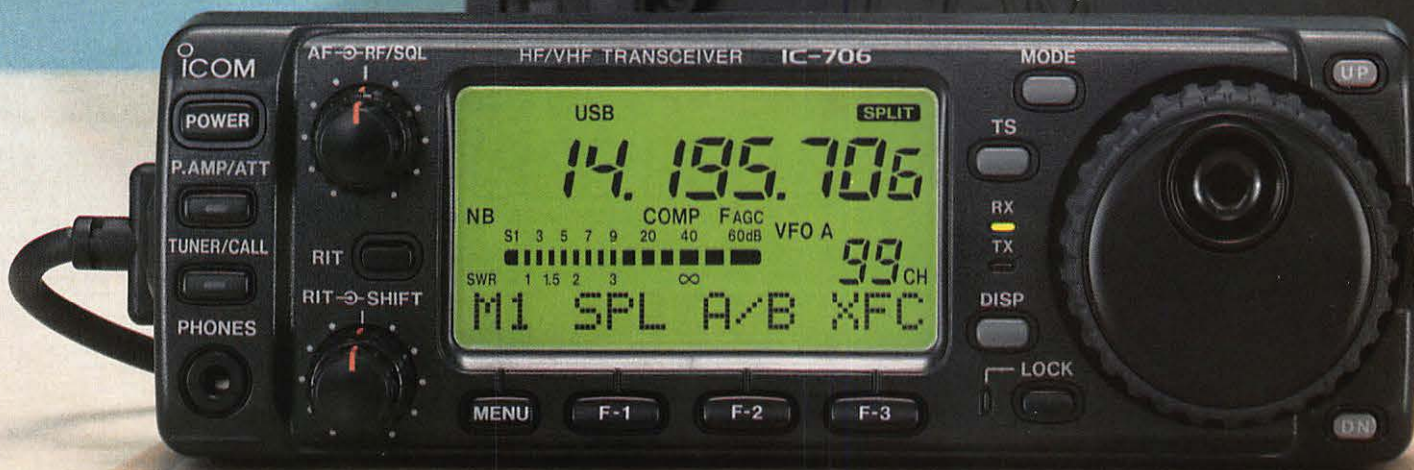 ICOM
AF RF/SQL
HF/VHF TRANSCEIVER IC-706
MODE
UP
POWER
USB
SPLIT
TS
14.195.706
P.AMP/ATT
NB
COMP
FAGC
VFO A
RX
S1 3 5 7 9 20 40 60dB
99 CH
TX
TUNER/CALL
RIT
SWR 1 1.5 2 3 ∞
RIT SHIFT
M1 SPL A/B XFC
DISP
PHONES
LOCK
MENU
F-1
F-2
F-3
DN